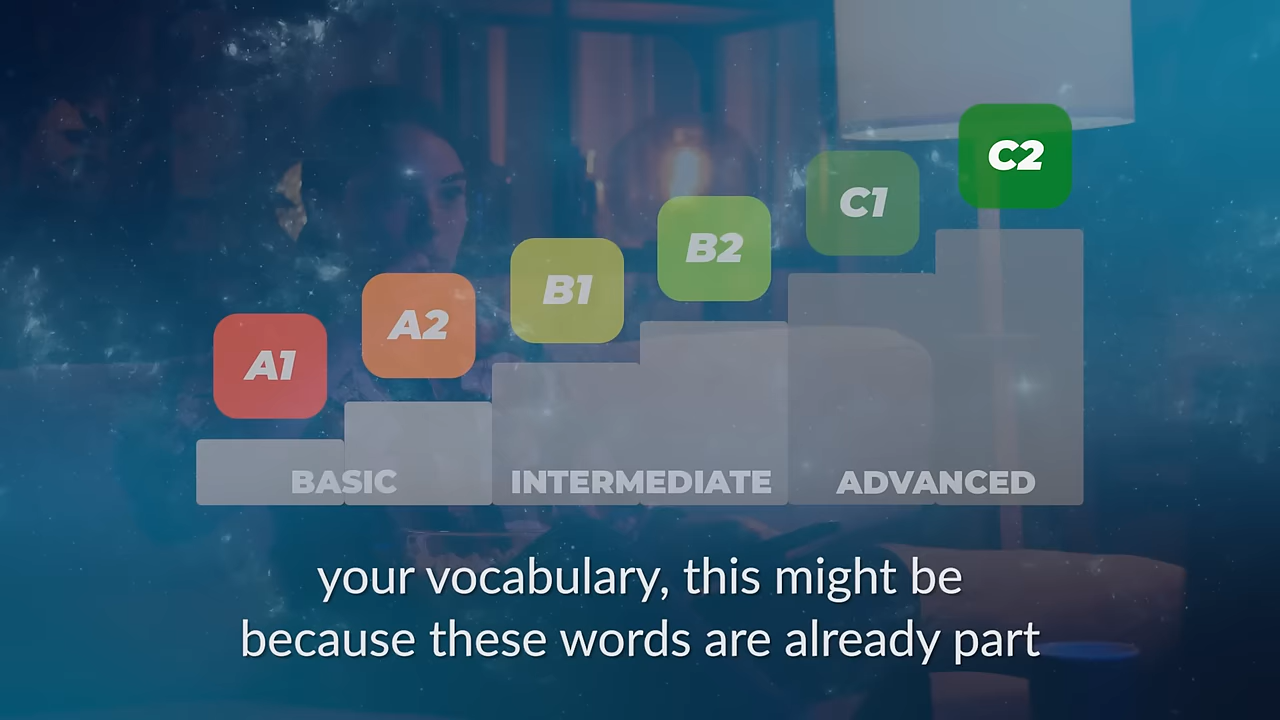 C2
C1
B2
B1
A2
A1
BASIC INTERMEDIATE ADVANCED
your vocabulary, this might be
because these words are already part